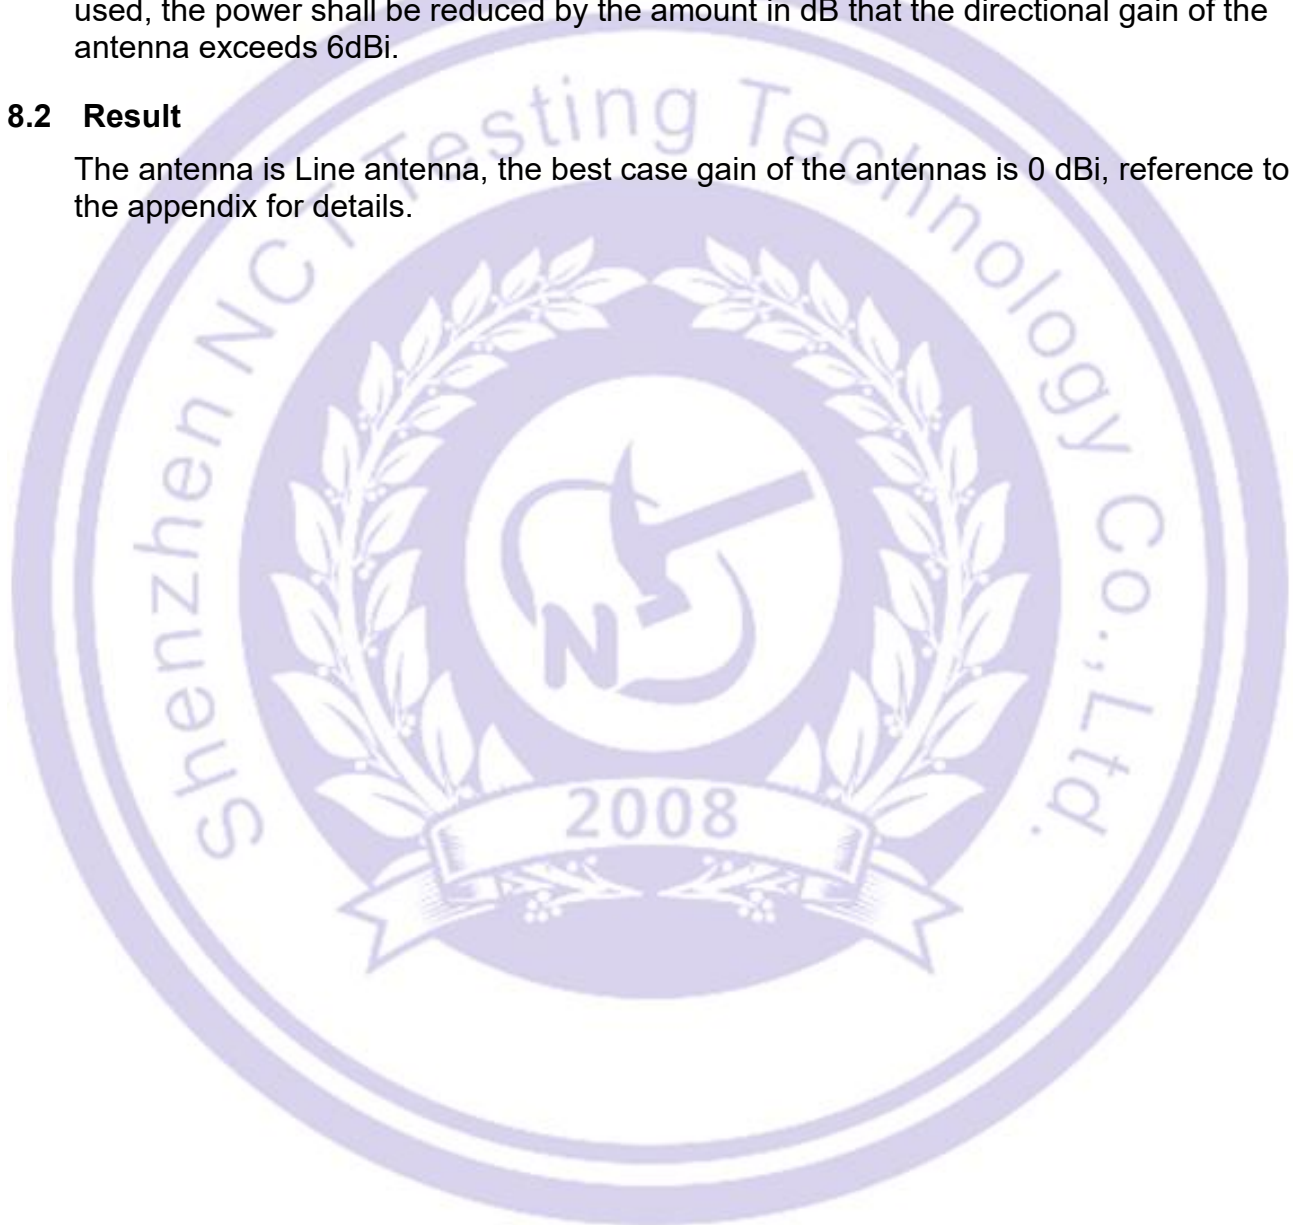 used, the power shall be reduced by the amount in dB that the directional gain of the
antenna exceeds 6dBi.
8.2 Result
The antenna is Line antenna, the best case gain of the antennas is 0 dBi, reference to
the appendix for details.
Shenzhen NCT Testing Technology Co.,Ltd.
N
2008